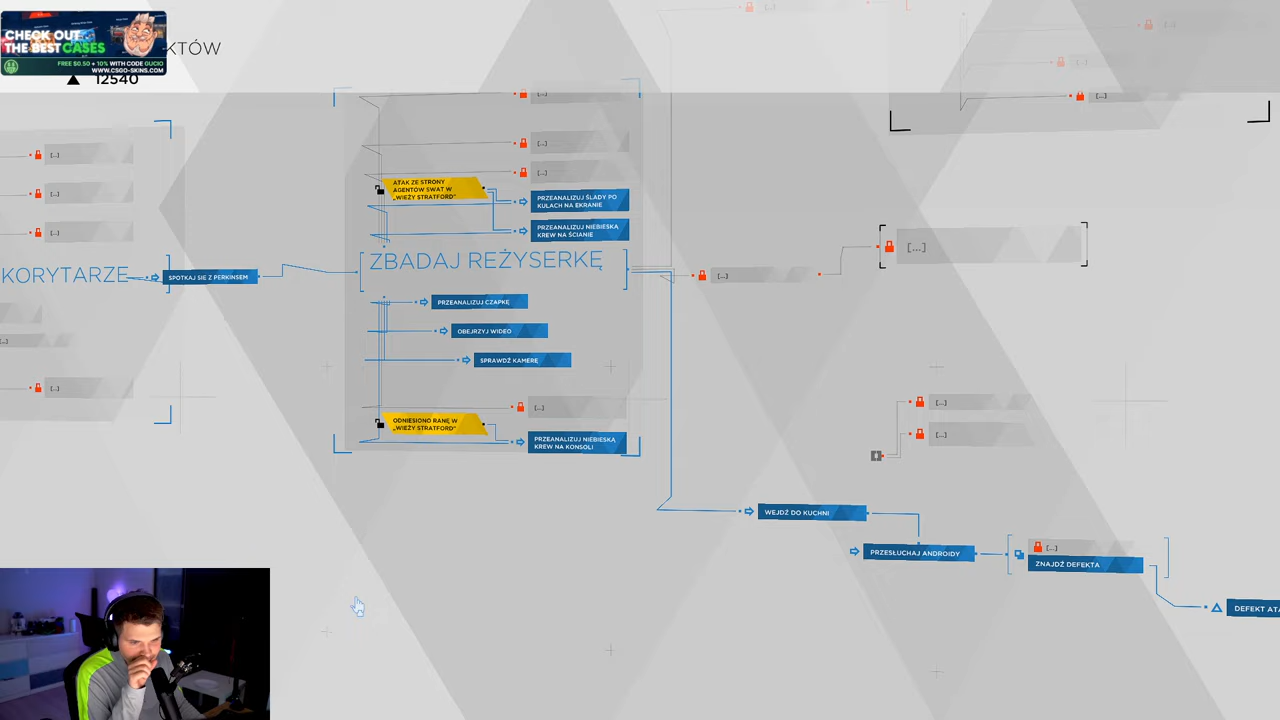 CHECK OUT
THE BEST CASES
FREE $0.50 + 10% WITH CODE GUCIO
WWW.CSGO-SKINS.COM
KTÓW
12540
[...]
[...]
[...]
[...]
[...]
[...]
[...]
[...]
[...]
ATAK ZE STRONY
AGENTÓW SWAT W
"WIEŻY STRATFORD"
PRZEANALIZUJ ŚLADY PO
KULACH NA EKRANIE
[...]
PRZEANALIZUJ NIEBIESKĄ
KREW NA ŚCIANIE
[...]
KORYTARZE
SPOTKAJ SIĘ Z PERKINSEM
ZBADAJ REŻYSERKĘ
[...]
PRZEANALIZUJ CZAPKĘ
OBEJRZYJ WIDEO
[...]
SPRAWDŹ KAMERĘ
[...]
[...]
[...]
[...]
ODNIESIONO RANĘ W
"WIEŻY STRATFORD"
PRZEANALIZUJ NIEBIESKĄ
KREW NA KONSOLI
WEJDŹ DO KUCHNI
PRZESŁUCHAJ ANDROIDY
[...]
ZNAJDŹ DEFEKTA
DEFEKT ATA